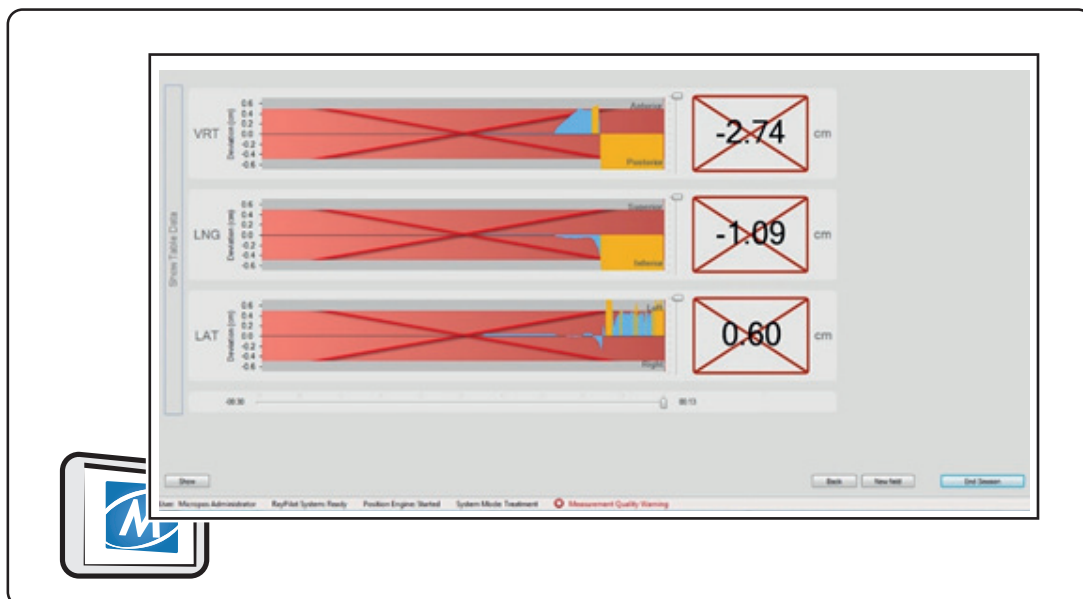 Show Table Data
VRT
Deviation (cm)
0.6
0.4
0.2
0.0
-0.2
-0.4
-0.6
Anterior
Posterior
-2.74
cm
LNG
Deviation (cm)
0.6
0.4
0.2
0.0
-0.2
-0.4
-0.6
Superior
Inferior
-1.09
cm
LAT
Deviation (cm)
0.6
0.4
0.2
0.0
-0.2
-0.4
-0.6
Left
Right
0.60
cm
-00:30
00:13
Show
Back
New field
End Session
User: Micropos Administrator RayPilot System: Ready Position Engine: Started System Mode: Treatment Measurement Quality Warning
M